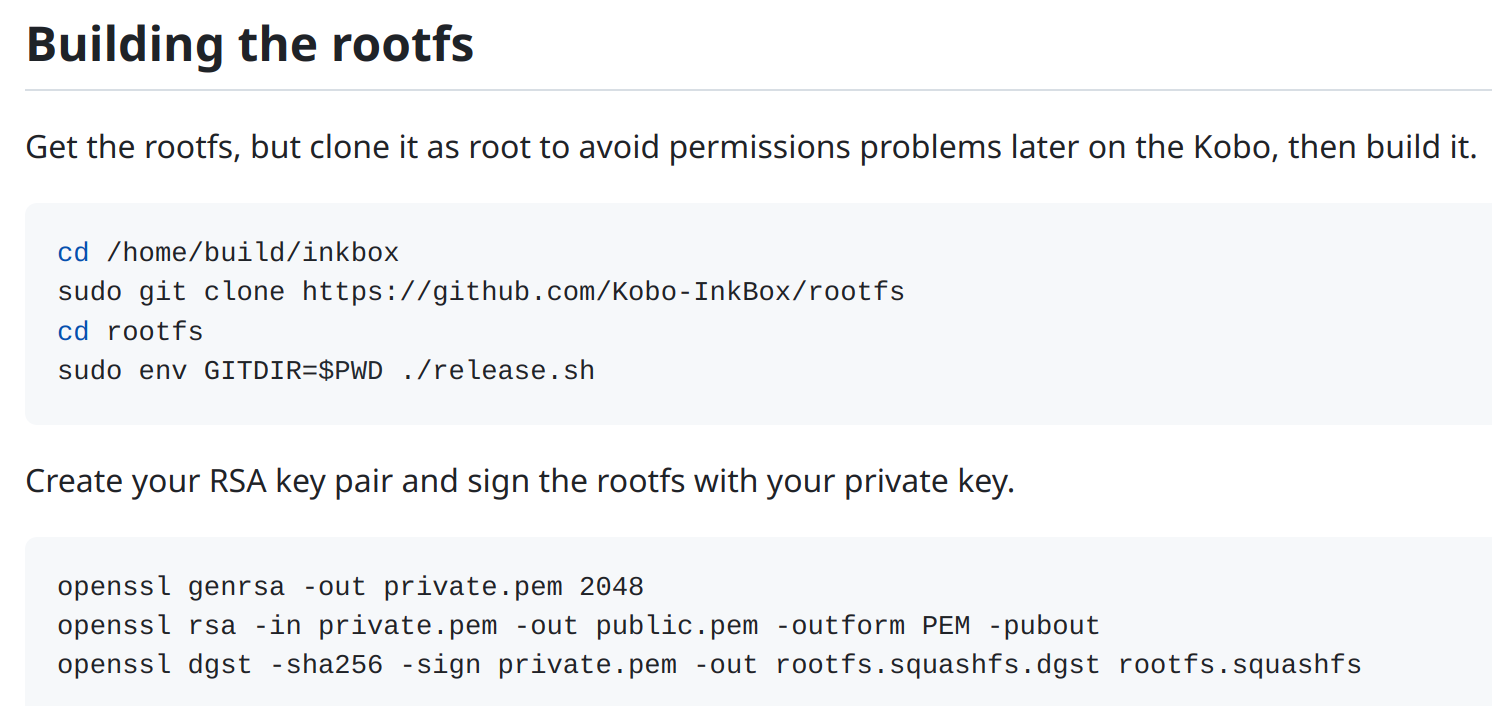 Building the rootfs
Get the rootfs, but clone it as root to avoid permissions problems later on the Kobo, then build it.
cd /home/build/inkbox
sudo git clone https://github.com/Kobo-InkBox/rootfs
cd rootfs
sudo env GITDIR=$PWD ./release.sh
Create your RSA key pair and sign the rootfs with your private key.
openssl genrsa -out private.pem 2048
openssl rsa -in private.pem -out public.pem -outform PEM -pubout
openssl dgst -sha256 -sign private.pem -out rootfs.squashfs.dgst rootfs.squashfs